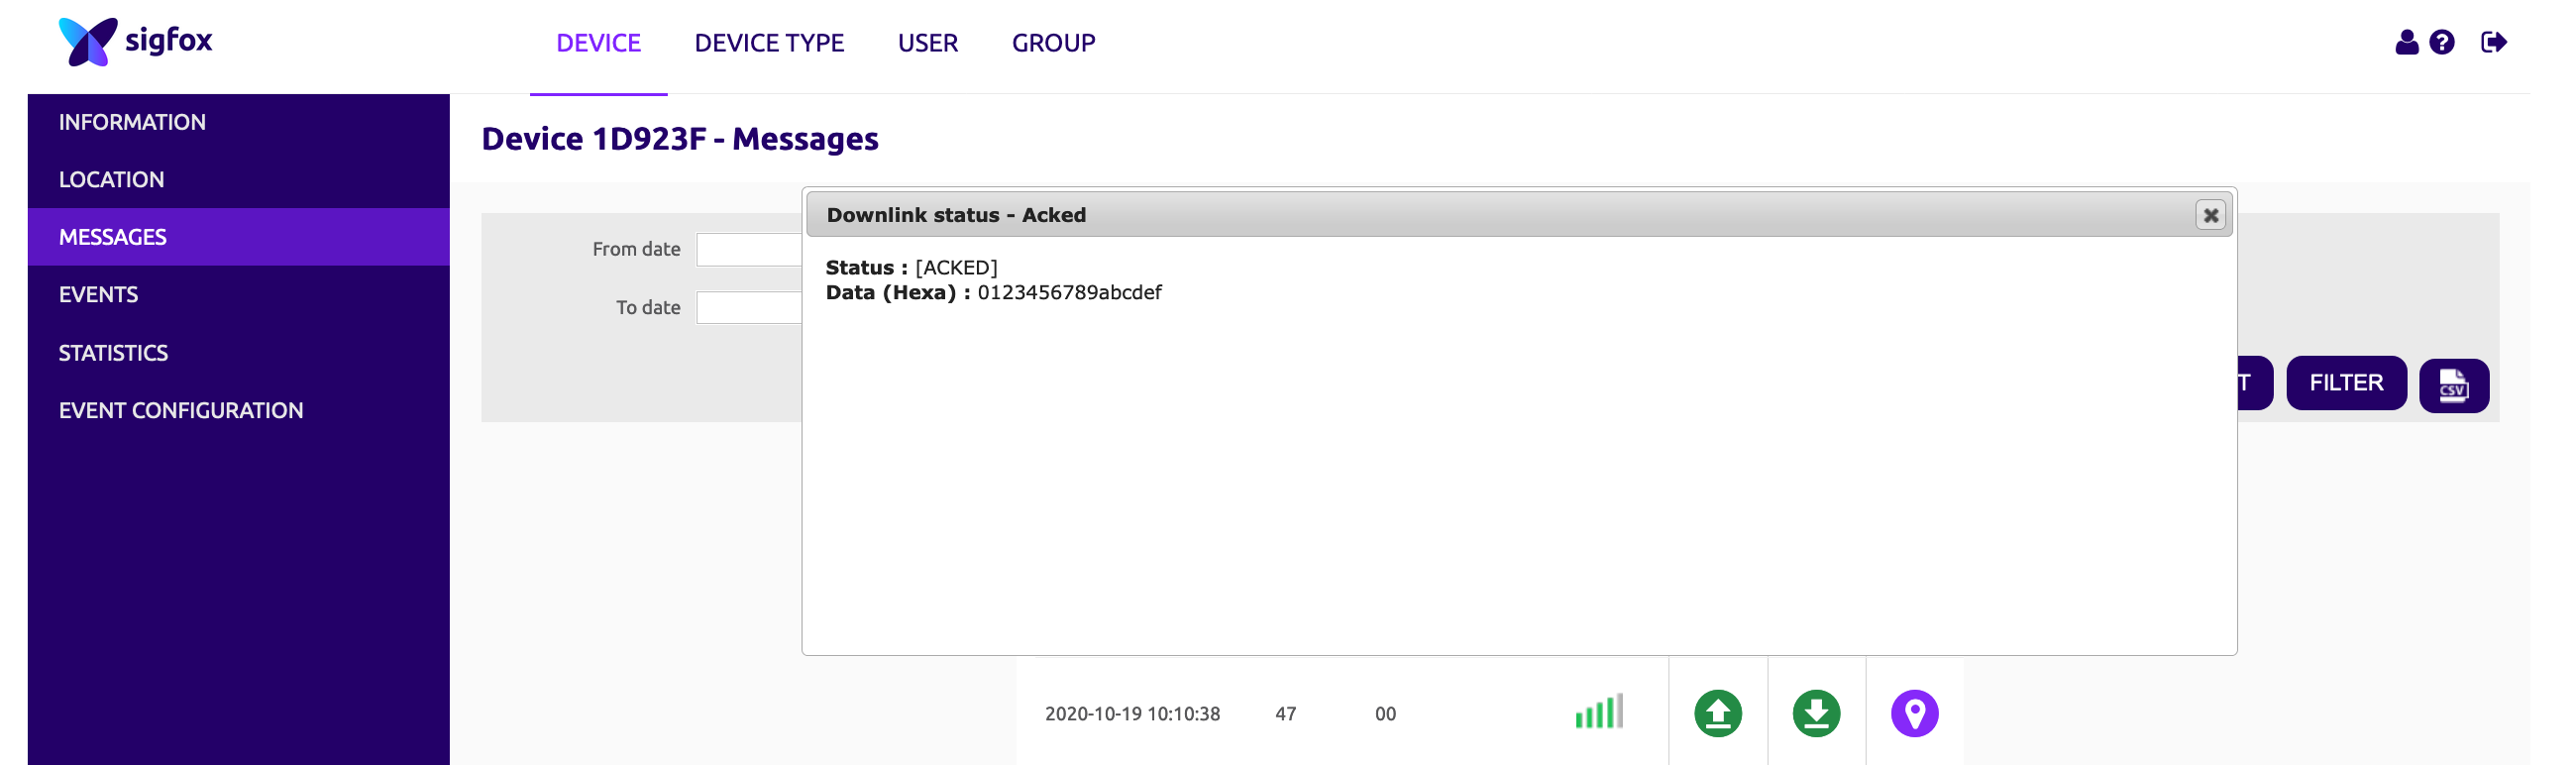 sigfox
DEVICE
DEVICE TYPE
USER
GROUP
?
INFORMATION
LOCATION
MESSAGES
EVENTS
STATISTICS
EVENT CONFIGURATION
Device 1D923F - Messages
From date
To date
Downlink status - Acked
Status : [ACKED]
Data (Hexa) : 0123456789abcdef
T
FILTER
CSV
2020-10-19 10:10:38 47 00